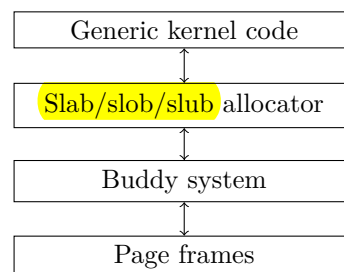 Generic kernel code
Slab/slob/slub allocator
Buddy system
Page frames